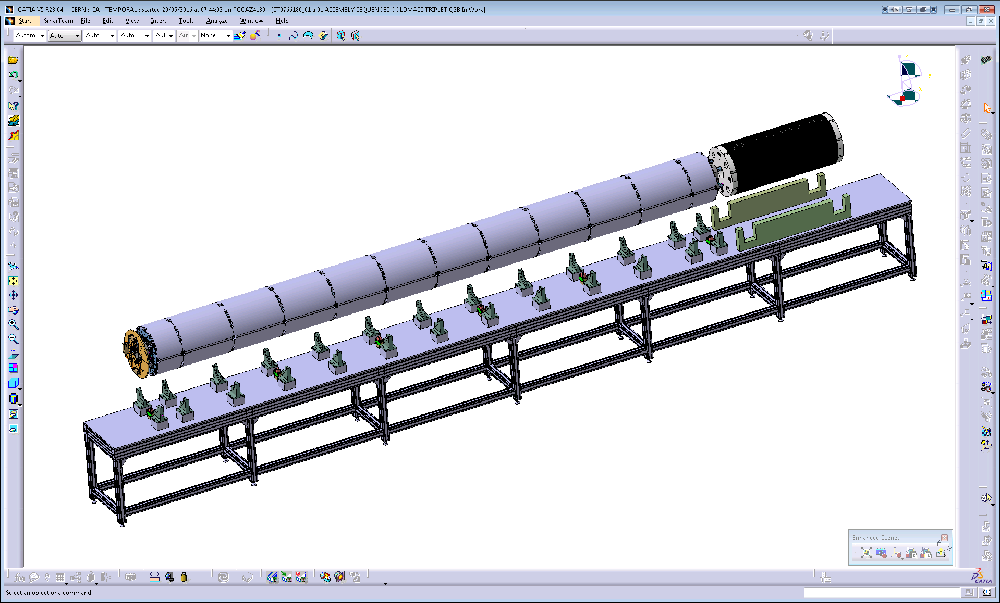 CATIA V5 R23 64 - CERN : SA - TEMPORAL : started 20/05/2016 at 07:44:02 on PCCAZ4130 - [ST0766180_01 a.01 ASSEMBLY SEQUENCES COLDMASS TRIPLET Q2B In Work]
Start SmarTeam File Edit View Insert Tools Analyze Window Help
Autom: Auto Auto Auto Aut Aut None
z
y
x
ABC
Enhanced Scenes
z
y
x
f(x)
DS
CATIA
Select an object or a command